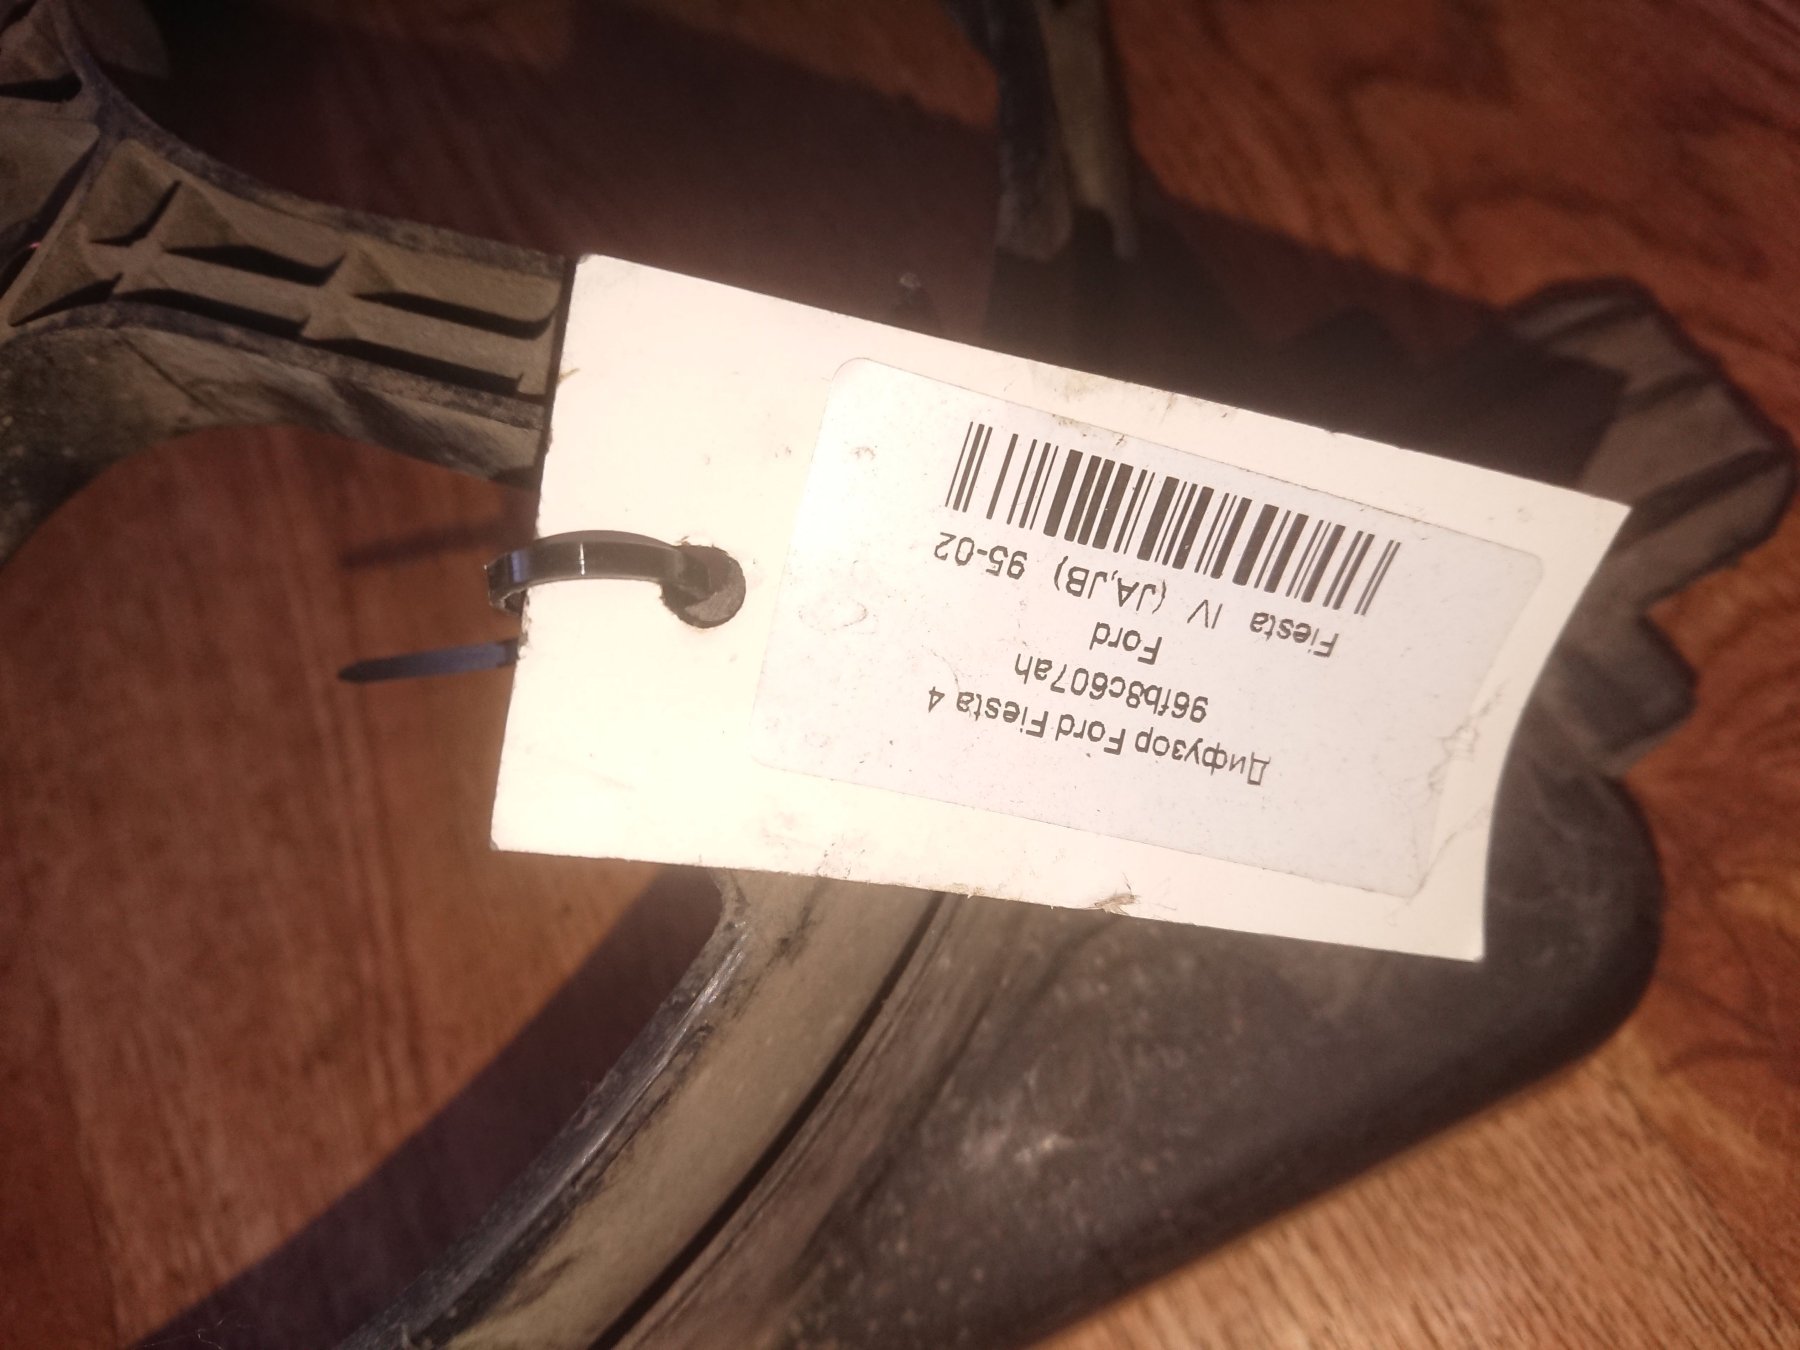 Дифузор Ford Fiesta 4
96fb8c607ah
Ford
Fiesta IV (JA,JB) 95-02